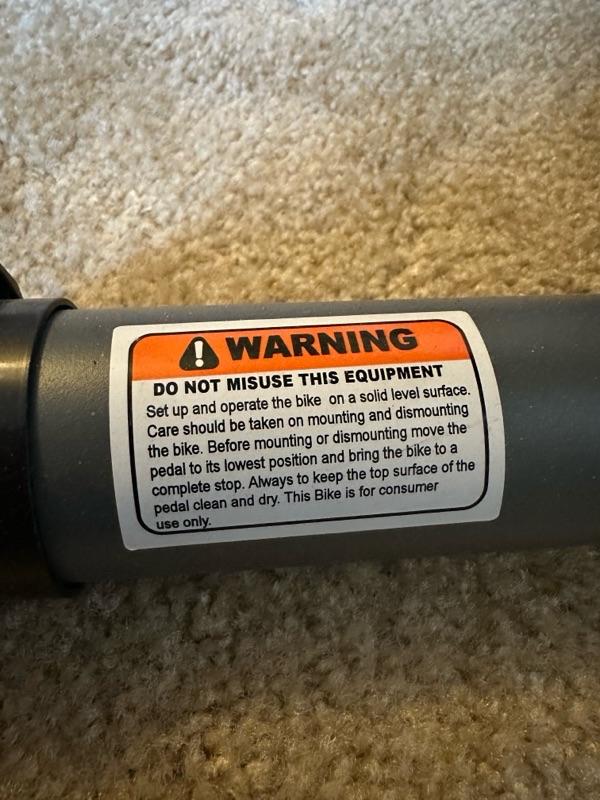 WARNING
DO NOT MISUSE THIS EQUIPMENT
Set up and operate the bike on a solid level surface.
Care should be taken on mounting and dismounting
the bike. Before mounting or dismounting move the
pedal to its lowest position and bring the bike to a
complete stop. Always to keep the top surface of the
pedal clean and dry. This Bike is for consumer
use only.